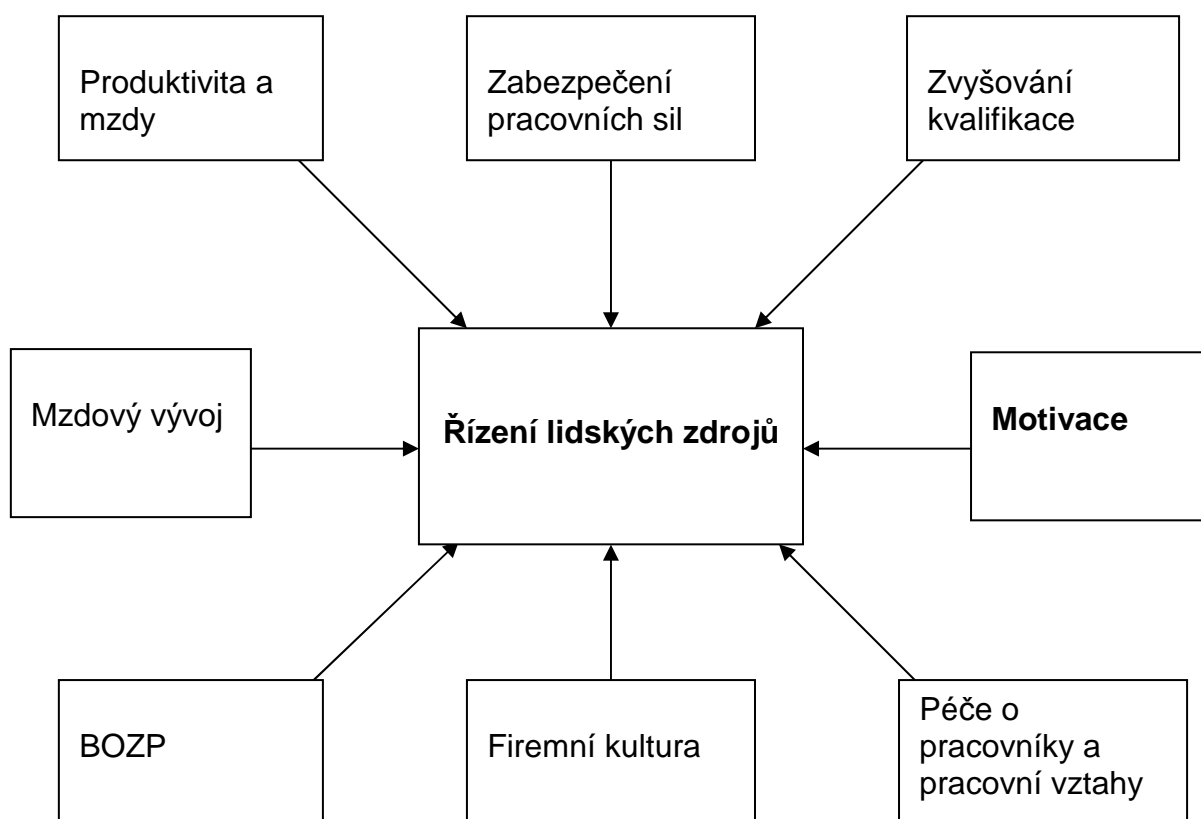 Produktivita a
mzdy
Zabezpečení
pracovních sil
Zvyšování
kvalifikace
Mzdový vývoj
Řízení lidských zdrojů
Motivace
BOZP
Firemní kultura
Péče o
pracovníky a
pracovní vztahy